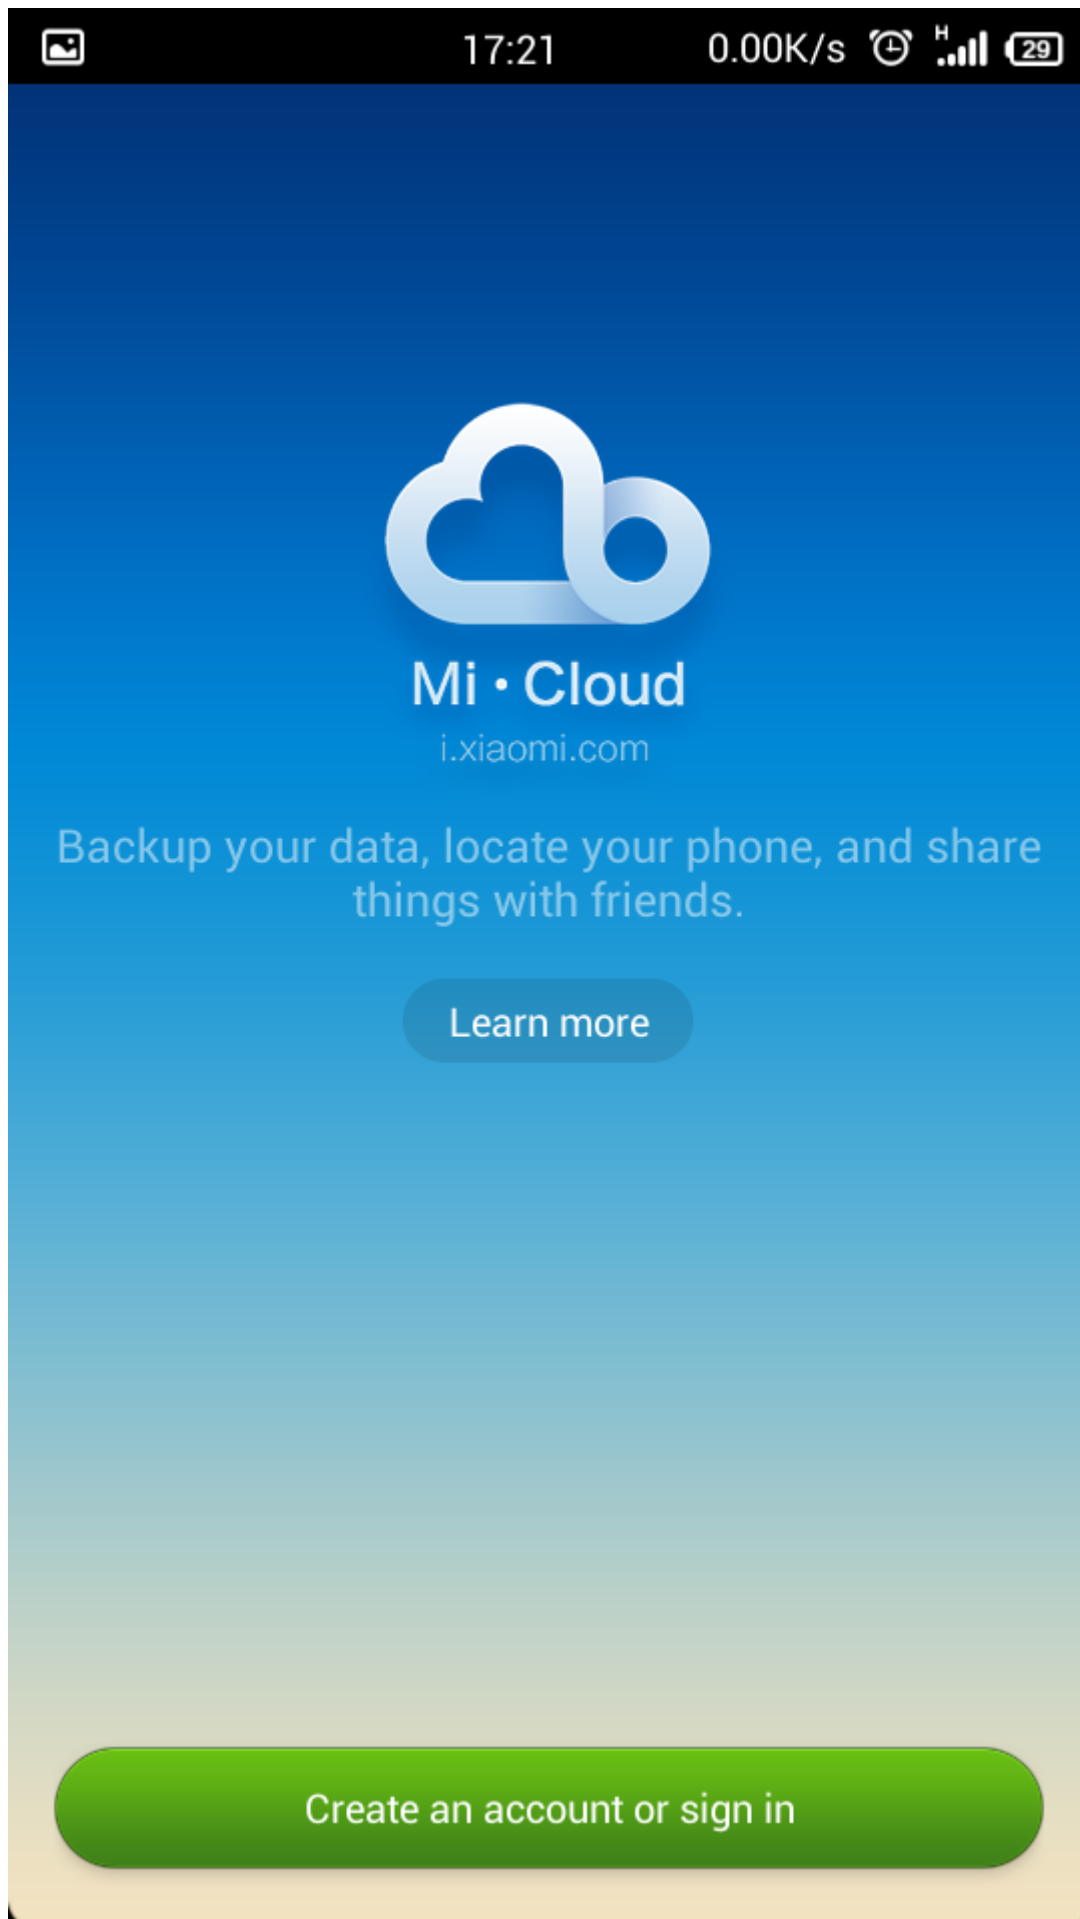 17:21 0.00K/s H 29
Mi · Cloud
i.xiaomi.com
Backup your data, locate your phone, and share
things with friends.
Learn more
Create an account or sign in